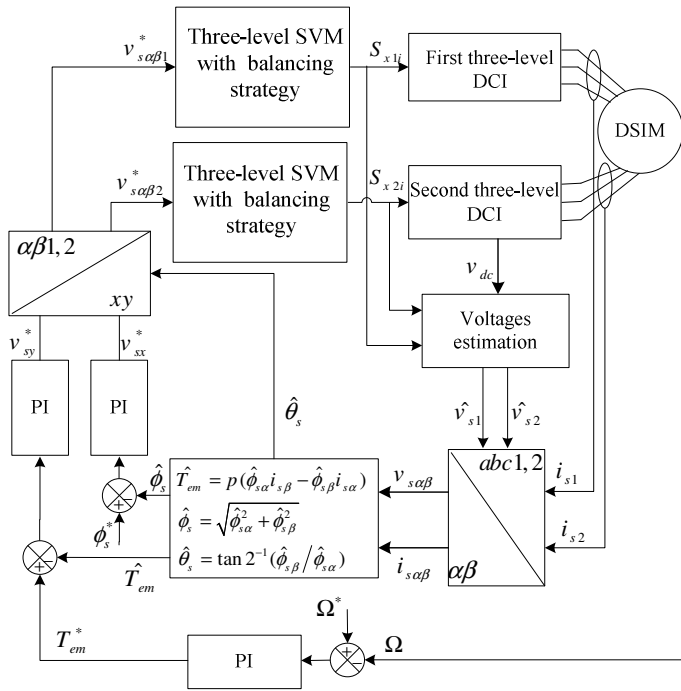 v*sαβ1
Three-level SVM
with balancing
strategy
Sx1i
First three-level
DCI
DSIM
v*sαβ2
Three-level SVM
with balancing
strategy
Sx2i
Second three-level
DCI
αβ1,2
xy
vdc
Voltages
estimation
v*sy
v*sx
PI
PI
θ̂s
v̂s1
v̂s2
abc1,2
αβ
is1
is2
vsαβ
isαβ
φ̂s
T̂em = p(φ̂sα isβ − φ̂sβ isα)
φ̂s = √(φ̂²sα + φ̂²sβ)
θ̂s = tan 2⁻¹(φ̂sβ/φ̂sα)
+
−
φ*s
+
−
T̂em
T*em
PI
Ω*
+
−
Ω